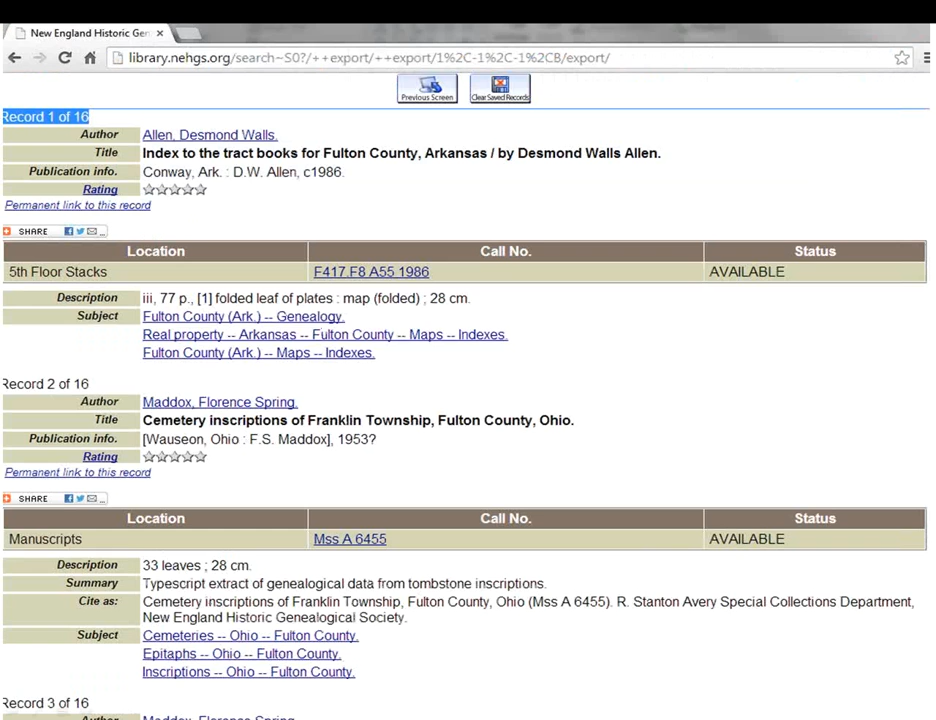 New England Historic Gen
library.nehgs.org/search~S0?/++export/++export/1%2C-1%2C-1%2CB/export/
Previous Screen Clear Saved Records
Record 1 of 16
Author Allen, Desmond Walls.
Title Index to the tract books for Fulton County, Arkansas / by Desmond Walls Allen.
Publication info. Conway, Ark. : D.W. Allen, c1986.
Rating
Permanent link to this record
SHARE
Location Call No. Status
5th Floor Stacks F417.F8 A55 1986 AVAILABLE
Description iii, 77 p., [1] folded leaf of plates : map (folded) ; 28 cm.
Subject Fulton County (Ark.) -- Genealogy.
Real property -- Arkansas -- Fulton County -- Maps -- Indexes.
Fulton County (Ark.) -- Maps -- Indexes.
Record 2 of 16
Author Maddox, Florence Spring.
Title Cemetery inscriptions of Franklin Township, Fulton County, Ohio.
Publication info. [Wauseon, Ohio : F.S. Maddox], 1953?
Rating
Permanent link to this record
SHARE
Location Call No. Status
Manuscripts Mss A 6455 AVAILABLE
Description 33 leaves ; 28 cm.
Summary Typescript extract of genealogical data from tombstone inscriptions.
Cite as: Cemetery inscriptions of Franklin Township, Fulton County, Ohio (Mss A 6455). R. Stanton Avery Special Collections Department,
New England Historic Genealogical Society.
Subject Cemeteries -- Ohio -- Fulton County.
Epitaphs -- Ohio -- Fulton County.
Inscriptions -- Ohio -- Fulton County.
Record 3 of 16
Author Maddox, Florence Spring.